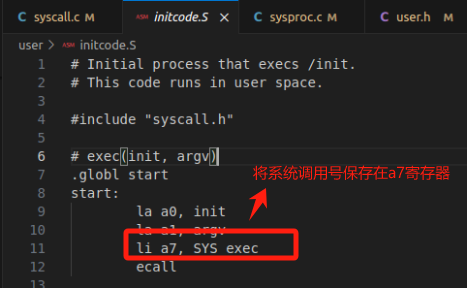 syscall.c M
initcode.S ×
sysproc.c M
user.h M
user > initcode.S
1 # Initial process that execs /init.
2 # This code runs in user space.
3
4 #include "syscall.h"
5
6 # exec(init, argv)
7 .globl start
将系统调用号保存在a7寄存器
8 start:
9 la a0, init
10 la a1, argv
11 li a7, SYS_exec
12 ecall
13